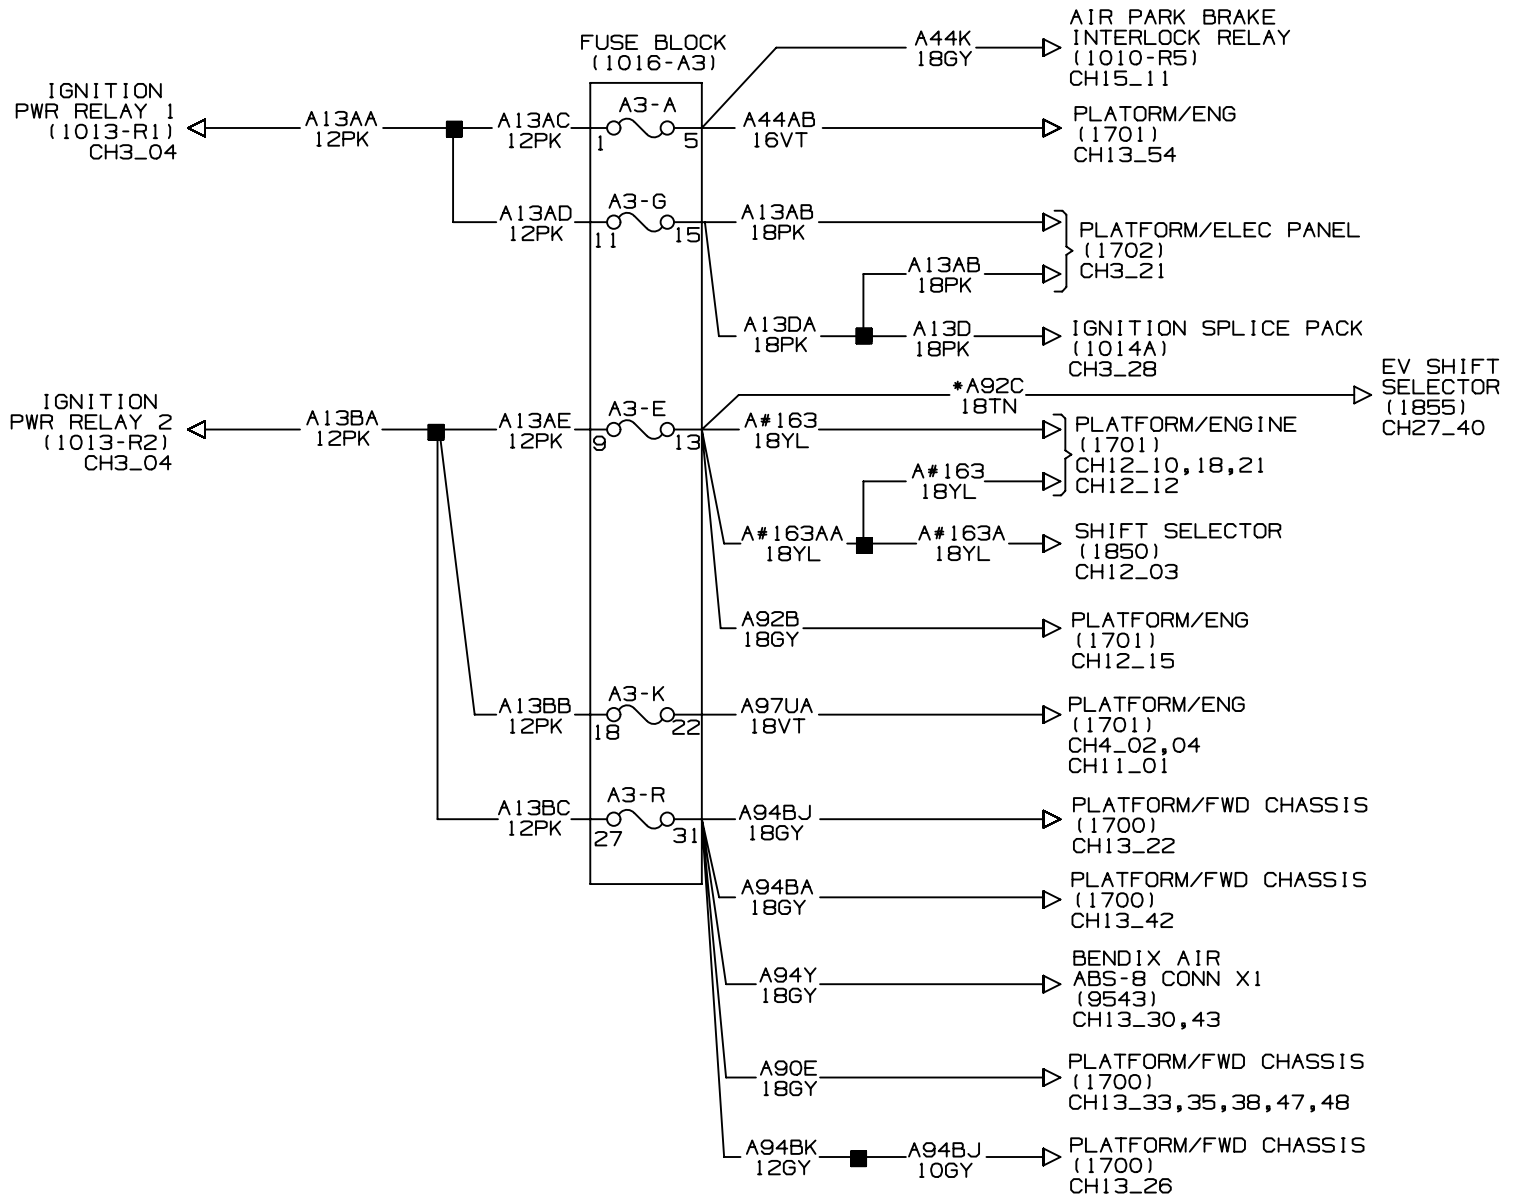 FUSE BLOCK
(1016-A3)
IGNITION
PWR RELAY 1
(1013-R1)
CH3_04
A13AA
12PK
A13AC
12PK
A3-A
1
5
A44K
18GY
AIR PARK BRAKE
INTERLOCK RELAY
(1010-R5)
CH15_11
A44AB
16VT
PLATORM/ENG
(1701)
CH13_54
A13AD
12PK
A3-G
11
15
A13AB
18PK
A13AB
18PK
PLATFORM/ELEC PANEL
(1702)
CH3_21
A13DA
18PK
A13D
18PK
IGNITION SPLICE PACK
(1014A)
CH3_28
IGNITION
PWR RELAY 2
(1013-R2)
CH3_04
A13BA
12PK
A13AE
12PK
A3-E
9
13
*A92C
18TN
EV SHIFT
SELECTOR
(1855)
CH27_40
A#163
18YL
A#163
18YL
PLATFORM/ENGINE
(1701)
CH12_10,18,21
CH12_12
A#163AA
18YL
A#163A
18YL
SHIFT SELECTOR
(1850)
CH12_03
A92B
18GY
PLATFORM/ENG
(1701)
CH12_15
A13BB
12PK
A3-K
18
22
A97UA
18VT
PLATFORM/ENG
(1701)
CH4_02,04
CH11_01
A13BC
12PK
A3-R
27
31
A94BJ
18GY
PLATFORM/FWD CHASSIS
(1700)
CH13_22
A94BA
18GY
PLATFORM/FWD CHASSIS
(1700)
CH13_42
A94Y
18GY
BENDIX AIR
ABS-8 CONN X1
(9543)
CH13_30,43
A90E
18GY
PLATFORM/FWD CHASSIS
(1700)
CH13_33,35,38,47,48
A94BK
12GY
A94BJ
10GY
PLATFORM/FWD CHASSIS
(1700)
CH13_26